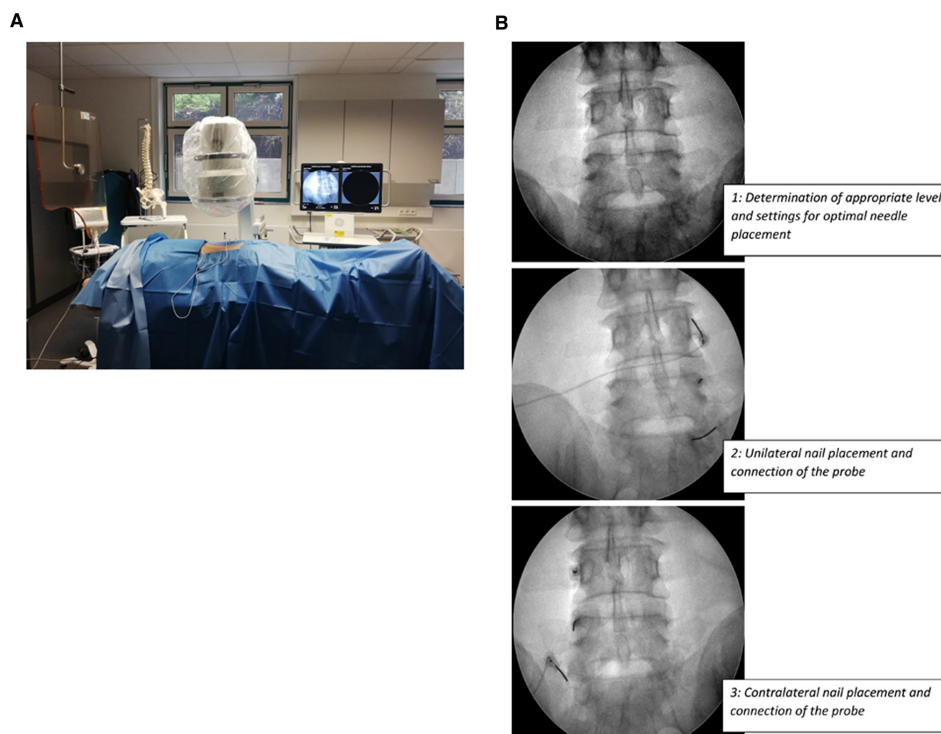 A
B
1: Determination of appropriate level
and settings for optimal needle
placement
2: Unilateral nail placement and
connection of the probe
3: Contralateral nail placement and
connection of the probe